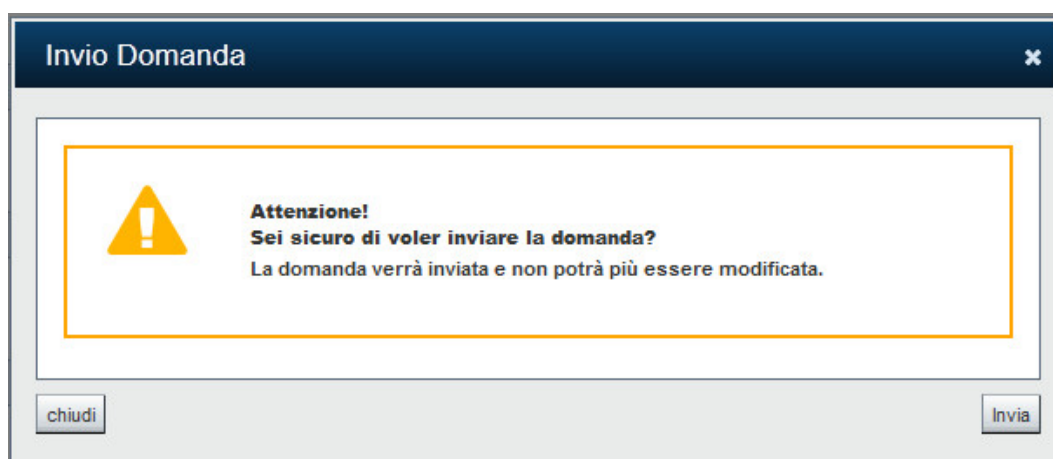 Invio Domanda
Attenzione!
Sei sicuro di voler inviare la domanda?
La domanda verrà inviata e non potrà più essere modificata.
chiudi
Invia